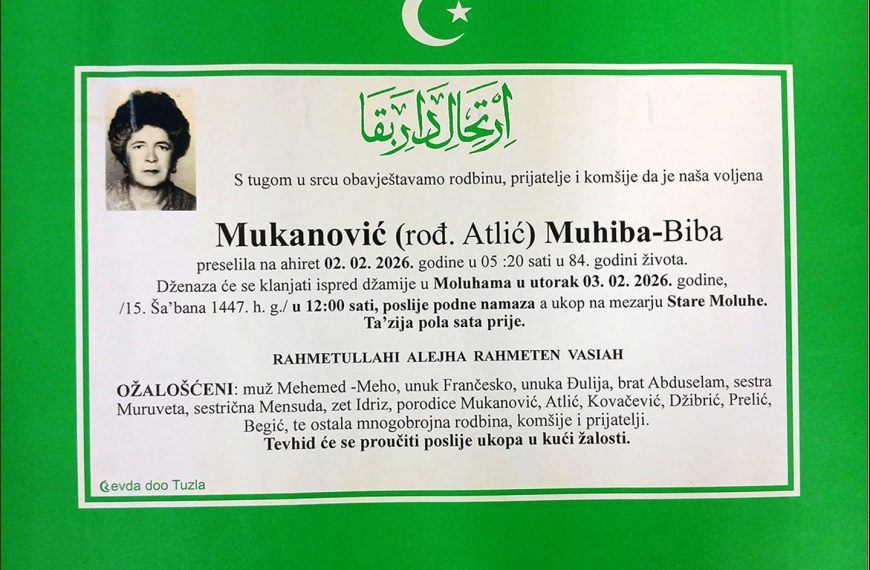 اِرْتِحَالِ دَارِ بَقَا
S tugom u srcu obavještavamo rodbinu, prijatelje i komšije da je naša voljena
Mukanović (rođ. Atlić) Muhiba-Biba
preselila na ahiret 02. 02. 2026. godine u 05 :20 sati u 84. godini života.
Dženaza će se klanjati ispred džamije u Moluhama u utorak 03. 02. 2026. godine,
/15. Ša’bana 1447. h. g./ u 12:00 sati, poslije podne namaza a ukop na mezarju Stare Moluhe.
Ta’zija pola sata prije.
RAHMETULLAHI ALEJHA RAHMETEN VASIAH
OŽALOŠĆENI: muž Mehemed -Meho, unuk Frančesko, unuka Đulija, brat Abduselam, sestra
Muruveta, sestrična Mensuda, zet Idriz, porodice Mukanović, Atlić, Kovačević, Džibrić, Prelić,
Begić, te ostala mnogobrojna rodbina, komšije i prijatelji.
Tevhid će se proučiti poslije ukopa u kući žalosti.
evda doo Tuzla